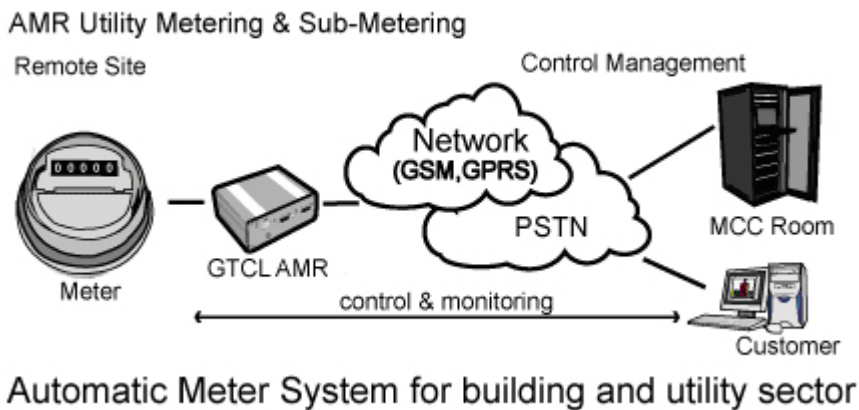 AMR Utility Metering & Sub-Metering
Remote Site
Control Management
Network
(GSM,GPRS)
00000
PSTN
MCC Room
GTCL AMR
Meter
control & monitoring
Customer
Automatic Meter System for building and utility sector